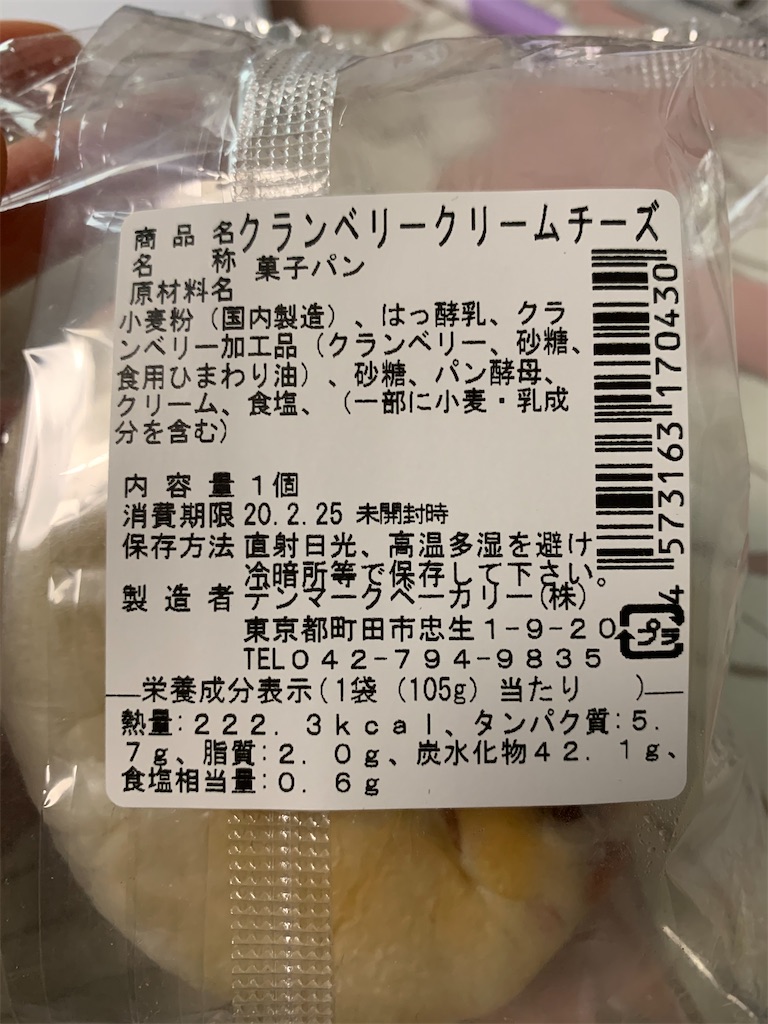 商品名クランベリークリームチーズ
名称 菓子パン
原材料名
小麦粉(国内製造)、はっ酵乳、クラ
ンベリー加工品(クランベリー、砂糖、
食用ひまわり油)、砂糖、パン酵母、
クリーム、食塩、(一部に小麦・乳成
分を含む)
内容量1個
消費期限20.2.25 未開封時
保存方法 直射日光、高温多湿を避け
冷暗所等で保存して下さい。
製造者 デンマークベーカリー(株)
東京都町田市忠生1-9-20
TEL042-794-9835
栄養成分表示(1袋(105g)当たり )
熱量:222.3kcal、タンパク質:5.
7g、脂質:2.0g、炭水化物42.1g、
食塩相当量:0.6g
4573163170430
プラ